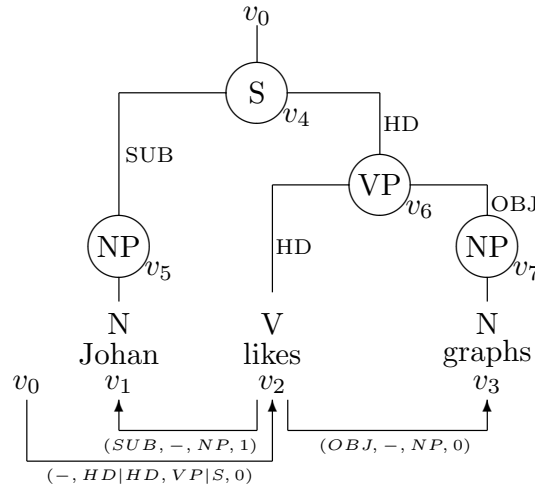 v0
S
v4
SUB
HD
VP
v6
OBJ
NP
v5
HD
NP
v7
N
V
N
Johan
likes
graphs
v0
v1
v2
v3
(SUB, −, NP, 1)
(OBJ, −, NP, 0)
(−, HD|HD, VP|S, 0)